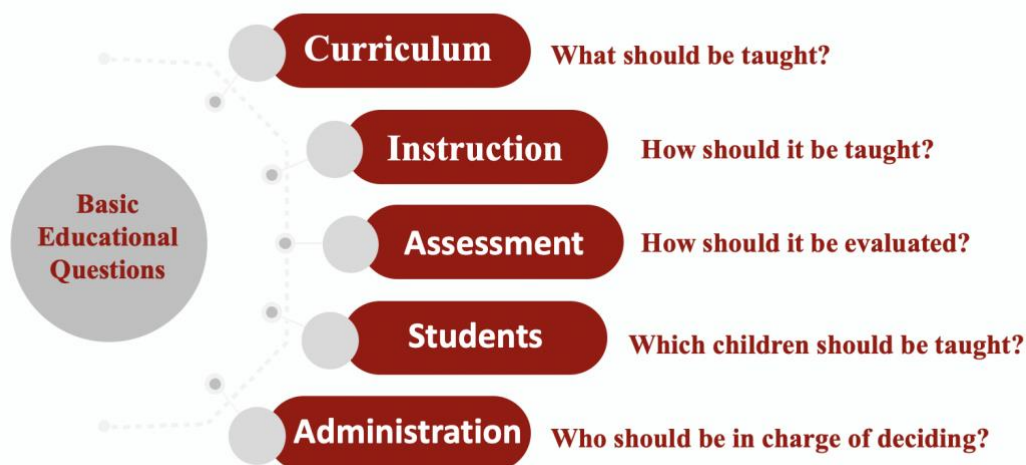 Curriculum
What should be taught?
Instruction
How should it be taught?
Basic
Educational
Questions
Assessment
How should it be evaluated?
Students
Which children should be taught?
Administration
Who should be in charge of deciding?